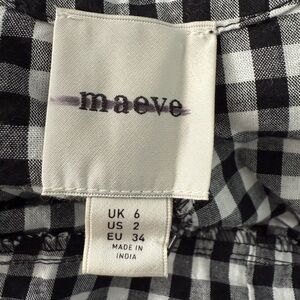 maeve
UK 6
US 2
EU 34
MADE IN
INDIA